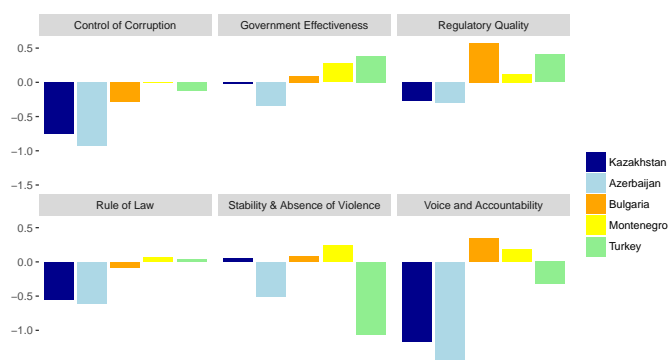 Control of Corruption Government Effectiveness Regulatory Quality
0.5
0.0
−0.5
−1.0
−1.5
Rule of Law Stability & Absence of Violence Voice and Accountability
0.5
0.0
−0.5
−1.0
Kazakhstan
Azerbaijan
Bulgaria
Montenegro
Turkey